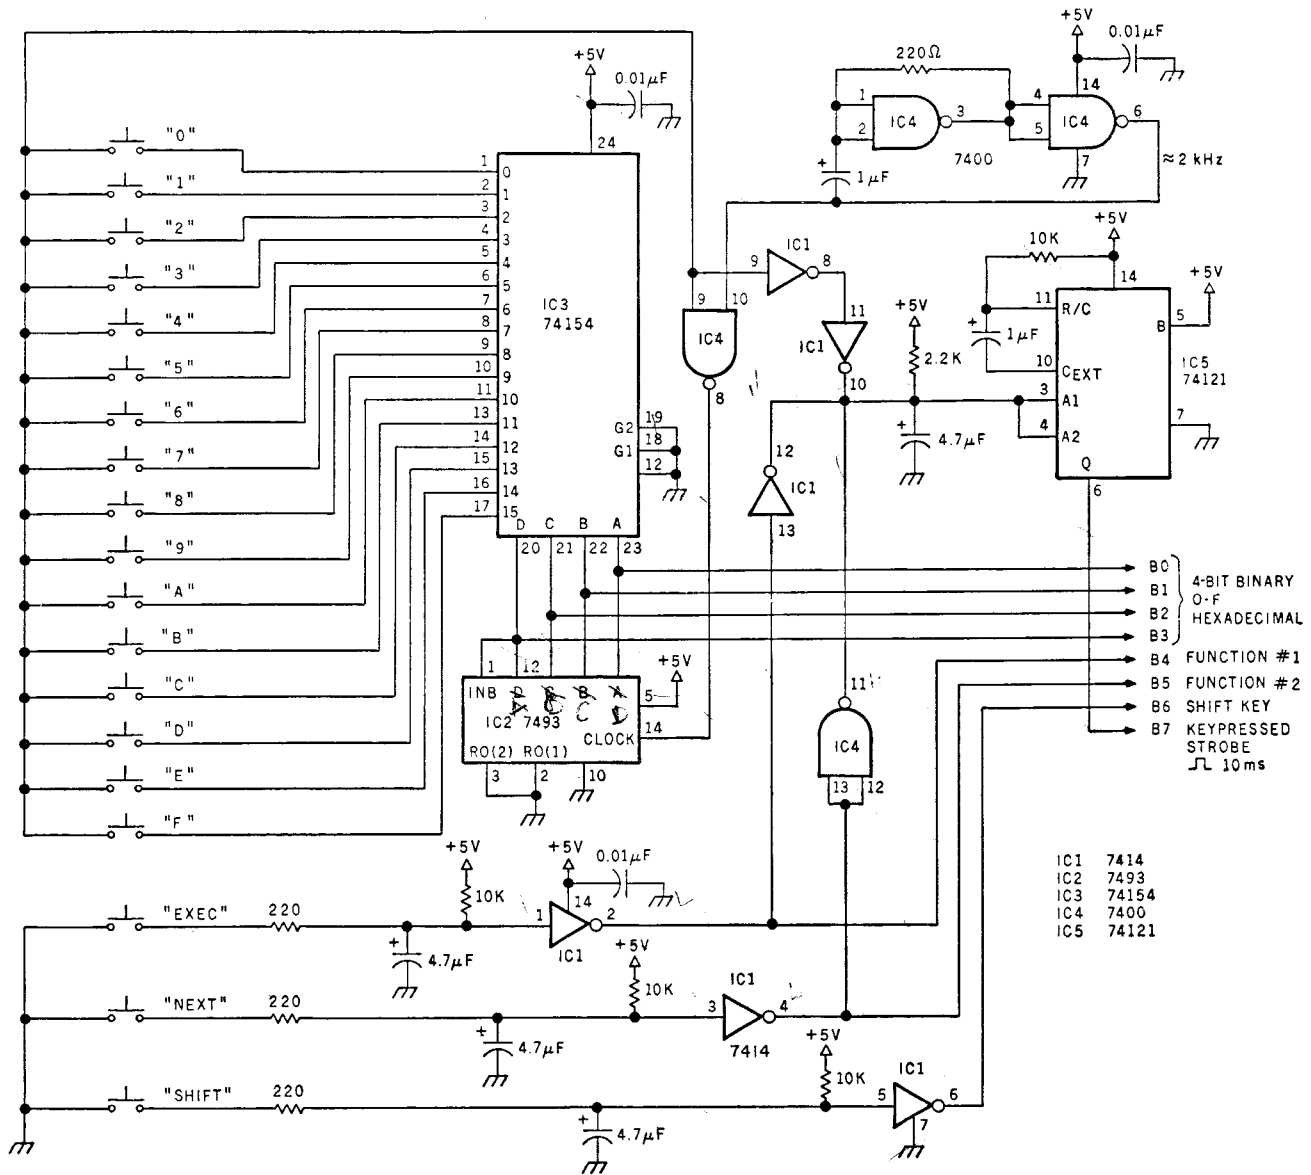 +5V
0.01µF
24
"0"
"1"
"2"
"3"
"4"
"5"
"6"
"7"
"8"
"9"
"A"
"B"
"C"
"D"
"E"
"F"
1 0
2 1
3 2
4 3
5 4
6 5
7 6
8 7
9 8
10 9
11 10
13 11
14 12
15 13
16 14
17 15
IC3
74154
G2 19
G1 18
12
D C B A
20 21 22 23
+5V
0.01µF
220Ω
1
2
IC4
3
7400
4
5
IC4
14
6
7
≈2 kHz
1µF
9 10
IC4
8
IC1
9 8
11
IC1
10
12
IC1
13
+5V
2.2K
4.7µF
+5V
10K
14
11 R/C
1µF
10 CEXT
3 A1
4 A2
B 5
+5V
IC5
74121
7
Q
6
1 12
INB D C B A
A D C D
IC2 7493
5
+5V
14
CLOCK
RO(2) RO(1)
3 2 10
11
IC4
13 12
B0
B1
B2
B3
4-BIT BINARY
0-F
HEXADECIMAL
B4 FUNCTION #1
B5 FUNCTION #2
B6 SHIFT KEY
B7 KEYPRESSED
STROBE
10ms
IC1 7414
IC2 7493
IC3 74154
IC4 7400
IC5 74121
"EXEC" 220
+ 4.7µF
+5V
10K
+5V
0.01µF
14
1 2
IC1
"NEXT" 220
+ 4.7µF
+5V
10K
IC1
3 4
7414
"SHIFT" 220
+ 4.7µF
+5V
10K
IC1
5 6
7